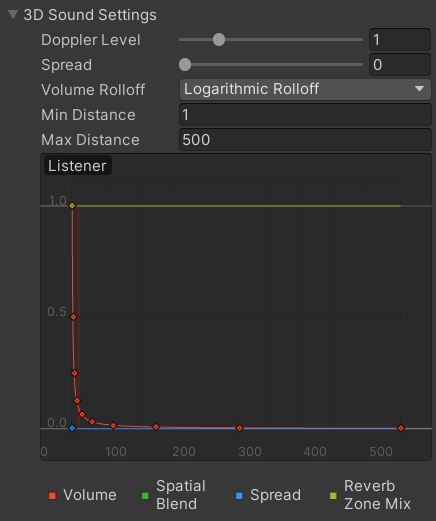 3D Sound Settings
Doppler Level 1
Spread 0
Volume Rolloff Logarithmic Rolloff
Min Distance 1
Max Distance 500
Listener
1.0
0.5
0.0
0 100 200 300 400 500
Volume Spatial Blend Spread Reverb Zone Mix